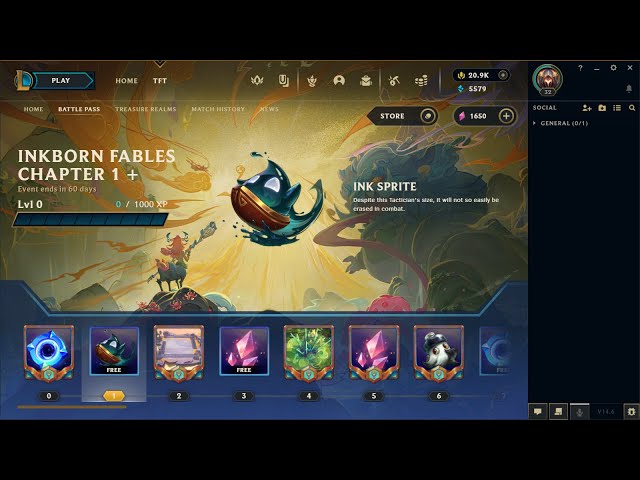 PLAY
HOME
TFT
20.9K
5579
HOME
BATTLE PASS
TREASURE REALMS
MATCH HISTORY
NEWS
STORE
1650
INKBORN FABLES
CHAPTER 1 +
Event ends in 60 days
Lvl 0
0 / 1000 XP
INK SPRITE
Despite this Tactician's size, it will not so easily be
erased in combat.
FREE
FREE
FREE
0
1
2
3
4
5
6
7
22
SOCIAL
GENERAL (0/1)
V14.6